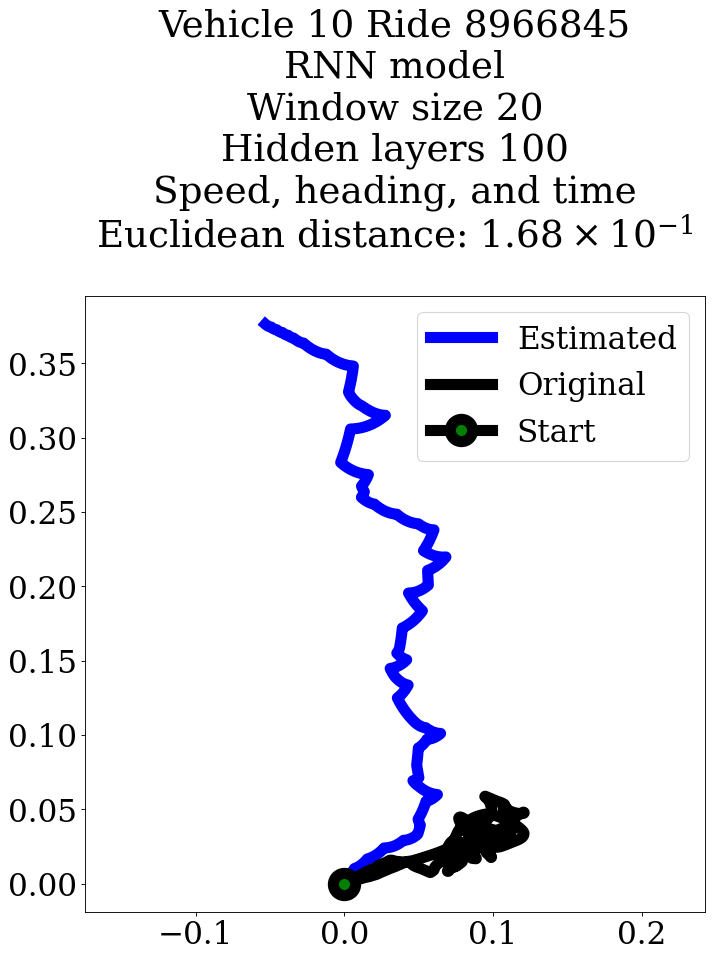 Vehicle 10 Ride 8966845
RNN model
Window size 20
Hidden layers 100
Speed, heading, and time
Euclidean distance: 1.68 × 10⁻¹
Estimated
Original
Start
0.35
0.30
0.25
0.20
0.15
0.10
0.05
0.00
−0.1 0.0 0.1 0.2